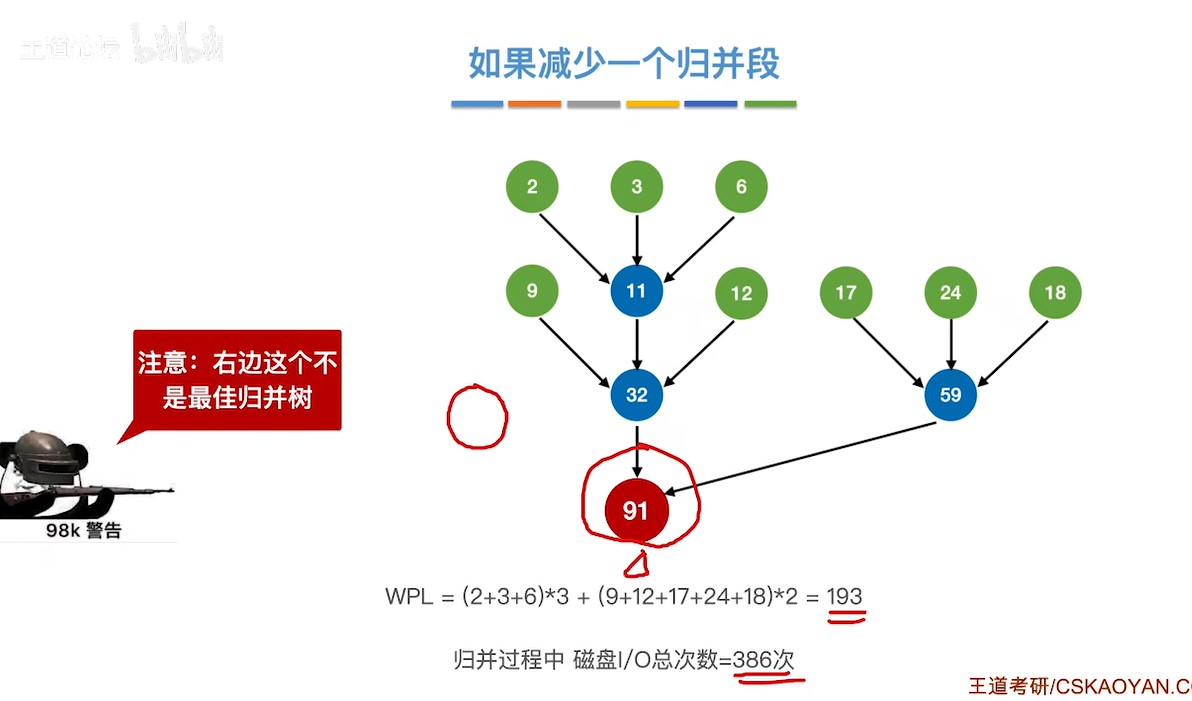 王道论坛 bilibili
如果减少一个归并段
2 3 6
9 11 12 17 24 18
注意：右边这个不
是最佳归并树
32 59
91
98k 警告
WPL = (2+3+6)*3 + (9+12+17+24+18)*2 = 193
归并过程中 磁盘I/O总次数=386次
王道考研/CSKAOYAN.C